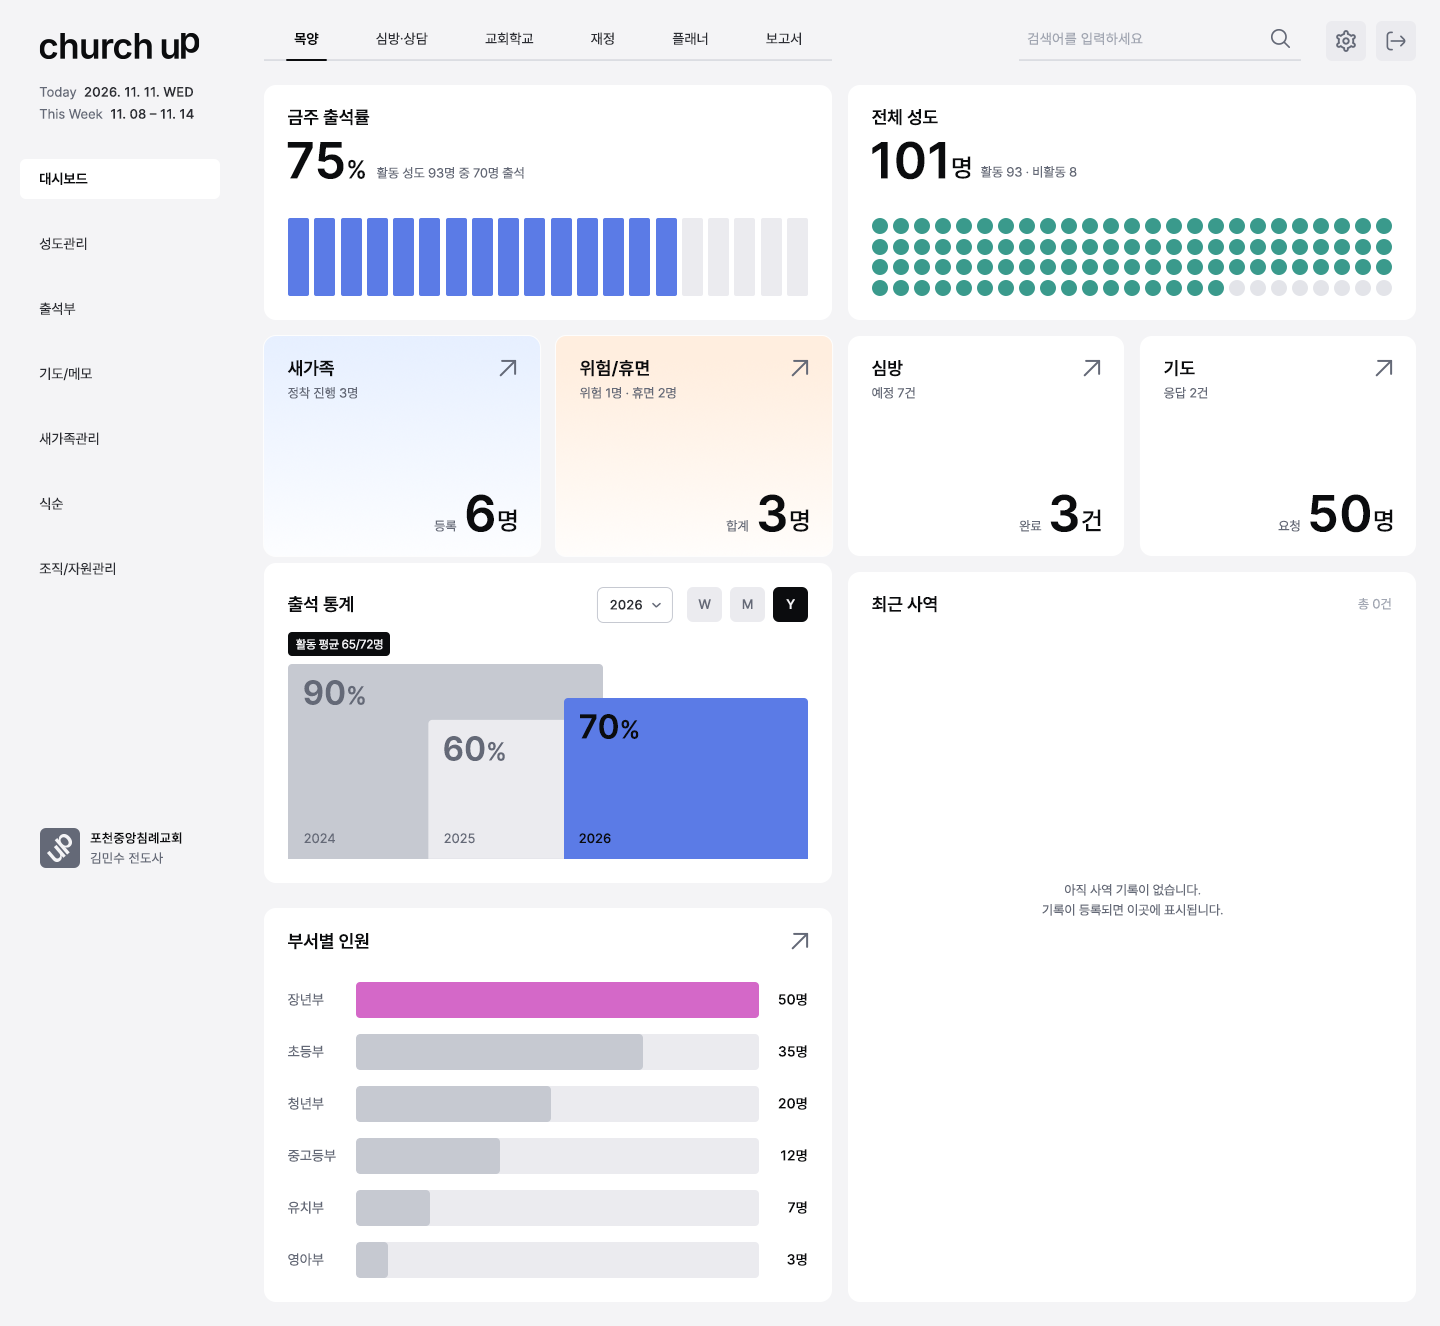 church up
Today 2026. 11. 11. WED
This Week 11. 08 – 11. 14
대시보드
성도관리
출석부
기도/메모
새가족관리
식순
조직/자원관리
up
포천중앙침례교회
김민수 전도사
목양 심방·상담 교회학교 재정 플래너 보고서
검색어를 입력하세요
금주 출석률
75% 활동 성도 93명 중 70명 출석
전체 성도
101명 활동 93 · 비활동 8
새가족
정착 진행 3명
등록 6명
위험/휴면
위험 1명 · 휴면 2명
합계 3명
심방
예정 7건
완료 3건
기도
응답 2건
요청 50명
출석 통계
2026 W M Y
활동 평균 65/72명
90%
60%
70%
2024 2025 2026
최근 사역 총 0건
아직 사역 기록이 없습니다.
기록이 등록되면 이곳에 표시됩니다.
부서별 인원
장년부 50명
초등부 35명
청년부 20명
중고등부 12명
유치부 7명
영아부 3명